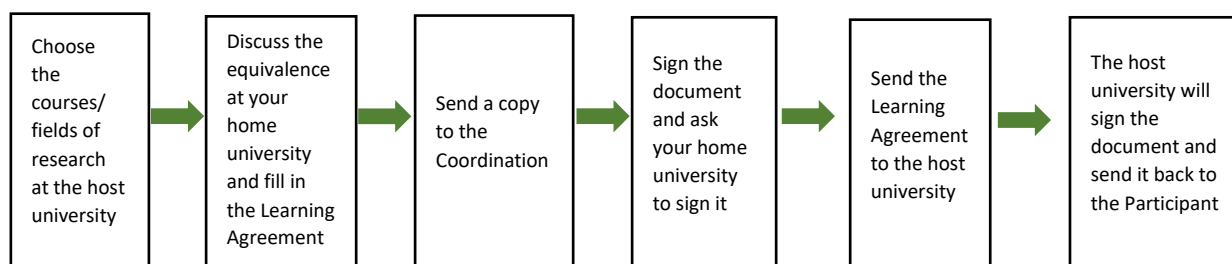 Choose
the
courses/
fields of
research
at the host
university
Discuss the
equivalence
at your
home
university
and fill in
the Learning
Agreement
Send a copy
to the
Coordination
Sign the
document
and ask
your home
university
to sign it
Send the
Learning
Agreement
to the host
university
The host
university will
sign the
document and
send it back to
the Participant